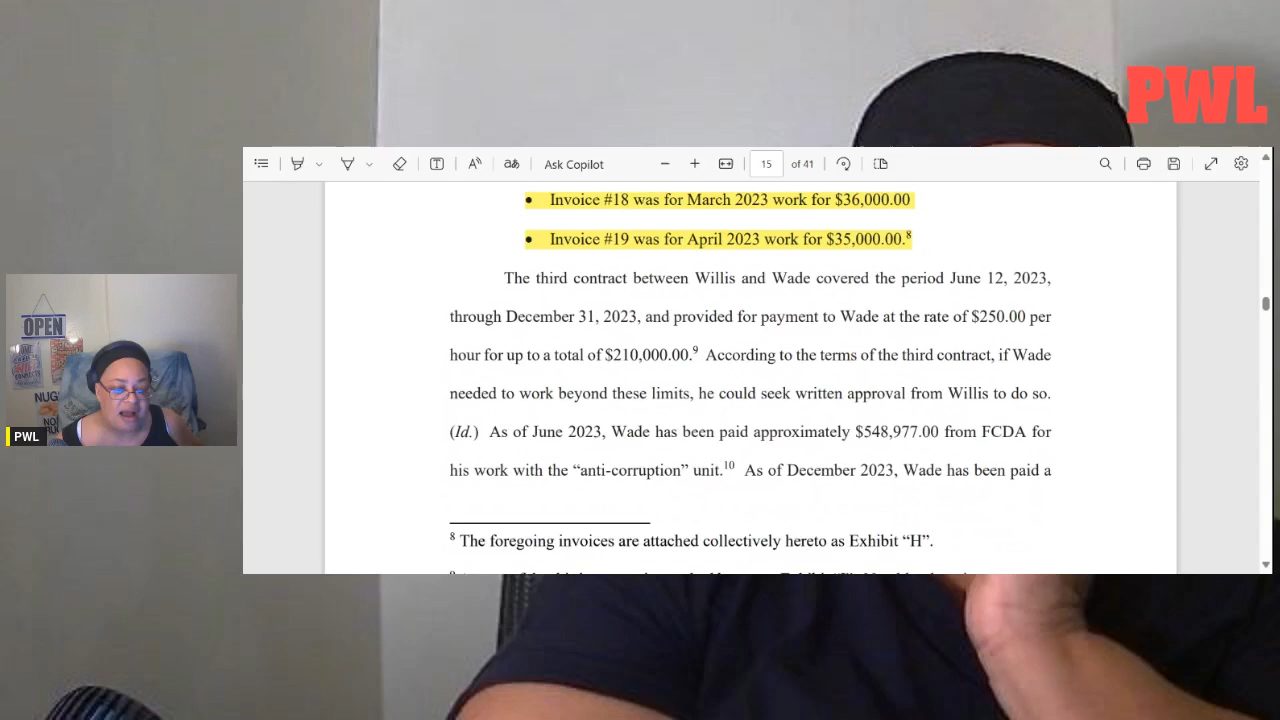 PWL
Ask Copilot
15 of 41
• Invoice #18 was for March 2023 work for $36,000.00
• Invoice #19 was for April 2023 work for $35,000.00.8
The third contract between Willis and Wade covered the period June 12, 2023,
through December 31, 2023, and provided for payment to Wade at the rate of $250.00 per
hour for up to a total of $210,000.00.9 According to the terms of the third contract, if Wade
needed to work beyond these limits, he could seek written approval from Willis to do so.
(Id.) As of June 2023, Wade has been paid approximately $548,977.00 from FCDA for
his work with the “anti-corruption” unit.10 As of December 2023, Wade has been paid a
8 The foregoing invoices are attached collectively hereto as Exhibit “H”.
OPEN
PWL